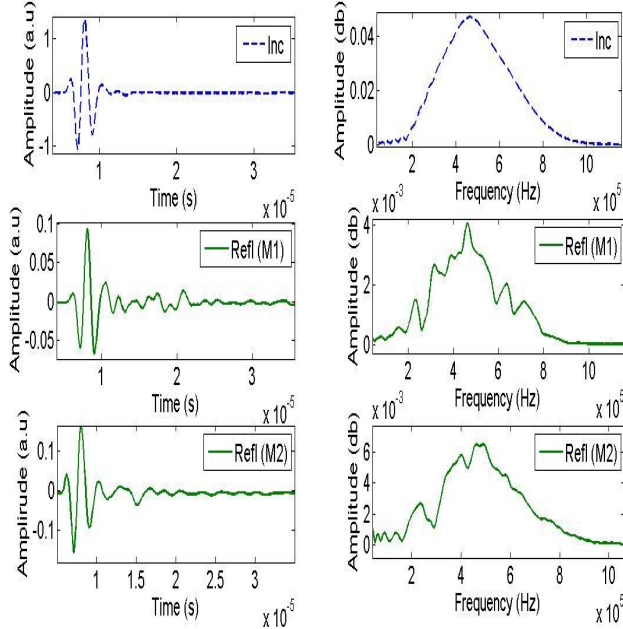 Amplitude (a.u)
1
0
-1
Inc
1
2
3
Time (s)
x 10-5
Amplitude (db)
0.04
0.02
0
Inc
2
4
6
8
10
Frequency (Hz)
x 10 5
Amplitude (a.u)
0.1
0.05
0
-0.05
Refl (M1)
1
2
3
Time (s)
x 10-5
x 10-3
Amplitude (db)
4
2
0
Refl (M1)
2
4
6
8
10
Frequency (Hz)
x 10 5
Amplirude (a.u)
0.1
0
-0.1
Refl (M2)
1
1.5
2
2.5
3
Time (s)
x 10-5
x 10-3
Amplitude (db)
6
4
2
0
Refl (M2)
2
4
6
8
10
Frequency (Hz)
x 10 5